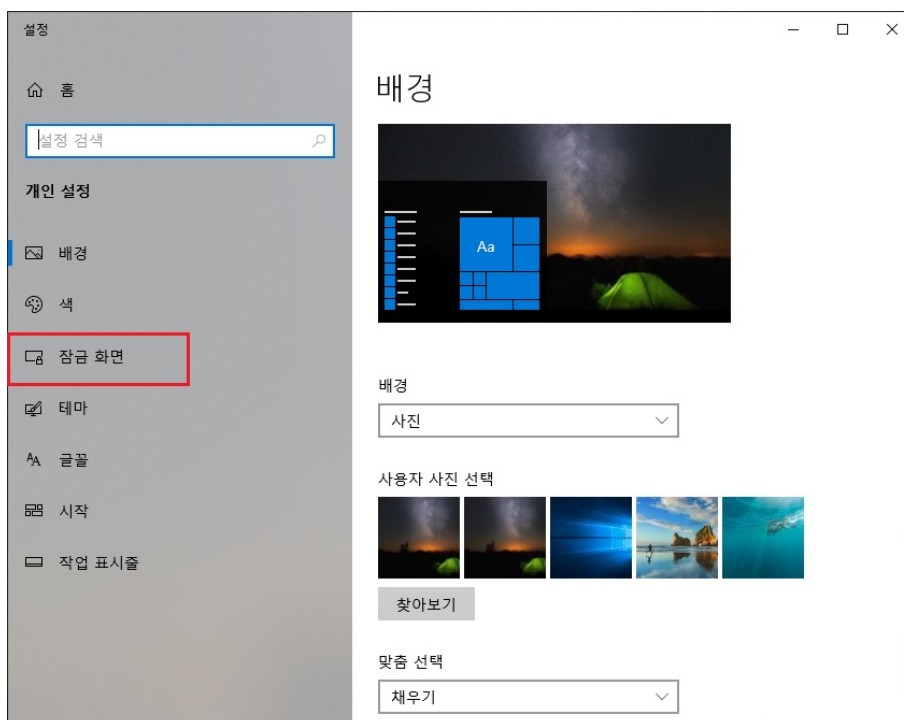 설정
홈
설정 검색
개인 설정
배경
색
잠금 화면
테마
글꼴
시작
작업 표시줄
배경
Aa
배경
사진
사용자 사진 선택
찾아보기
맞춤 선택
채우기